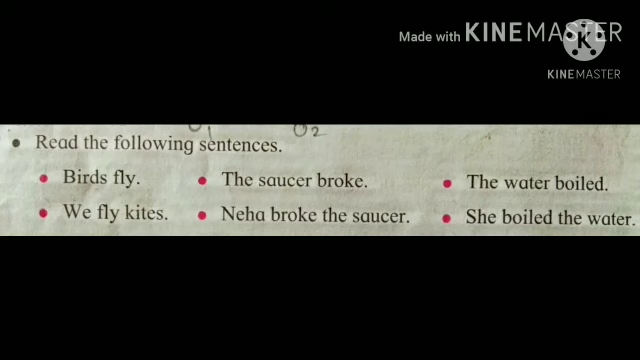 Made with KINEMASTER
K
KINEMASTER
• Read the following sentences.
• Birds fly. • The saucer broke. • The water boiled.
• We fly kites. • Neha broke the saucer. • She boiled the water.